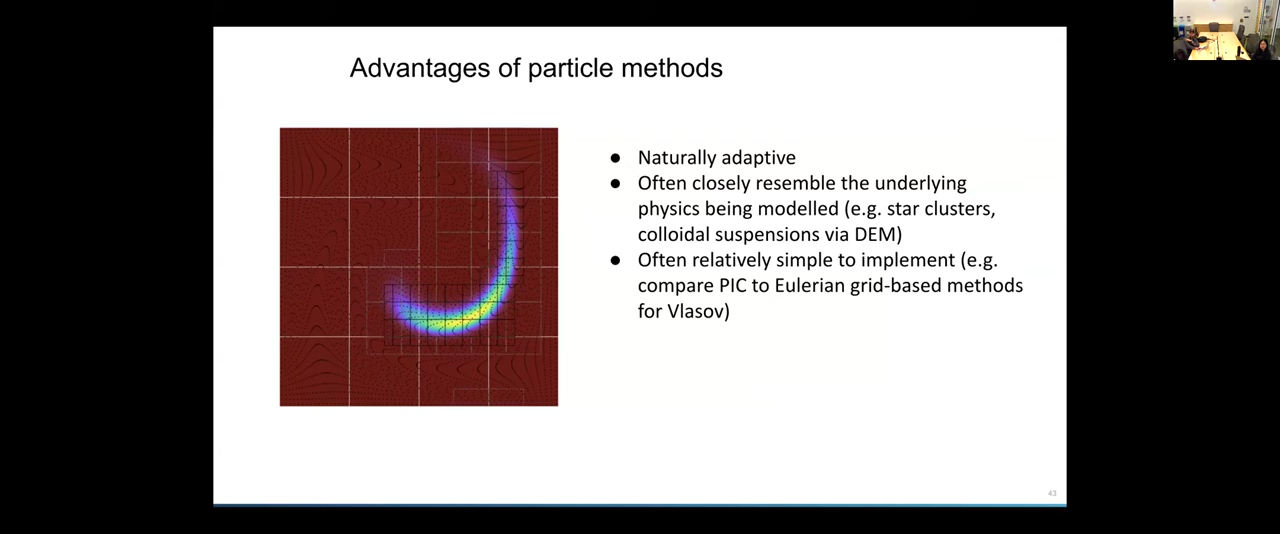 Advantages of particle methods
● Naturally adaptive
● Often closely resemble the underlying
physics being modelled (e.g. star clusters,
colloidal suspensions via DEM)
● Often relatively simple to implement (e.g.
compare PIC to Eulerian grid-based methods
for Vlasov)
43